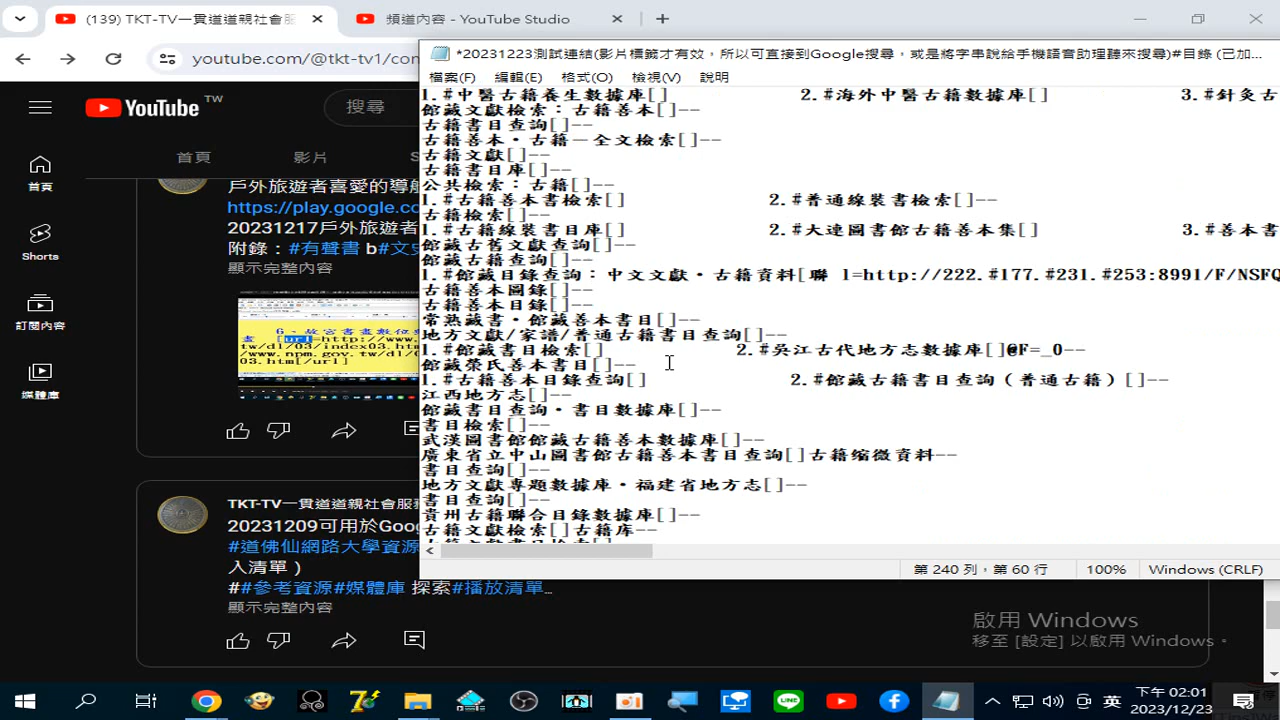 (139) TKT-TV一貫道道親社會服
頻道內容 - YouTube Studio
youtube.com/@tkt-tv1/con
*20231223測試連結(影片標籤才有效，所以可直接到Google搜尋，或是將字串說給手機語音助理聽來搜尋)#目錄 (已加...
檔案(F) 編輯(E) 格式(O) 檢視(V) 說明
YouTube TW
搜尋
首頁 影片 S
首頁
Shorts
訂閱內容
媒體庫
戶外旅遊者喜愛的導航
https://play.google.c
20231217戶外旅遊者
附錄：#有聲書 b#文史
顯示完整內容
6、故宮書畫數位典
[url=http://www
TKT-TV一貫道道親社會服務
20231209可用於Goog
#道佛仙網路大學資源
入清單）
##參考資源#媒體庫 探索#播放清單...
顯示完整內容
1.#中醫古籍養生數據庫[] 2.#海外中醫古籍數據庫[] 3.#針灸古
館藏文獻檢索：古籍善本[]--
古籍書目查詢[]--
古籍善本・古籍－全文檢索[]--
古籍文獻[]--
古籍書目庫[]--
公共檢索：古籍[]--
1.#古籍善本書檢索[] 2.#普通線裝書檢索[]--
古籍檢索[]--
1.#古籍線裝書目庫[] 2.#大連圖書館古籍善本集[] 3.#善本書
館藏古舊文獻查詢[]--
館藏古籍查詢[]--
1.#館藏目錄查詢：中文文獻・古籍資料[聯 l=http://222.#177.#231.#253:8991/F/NSFQ
古籍善本圖錄[]--
古籍善本目錄[]--
常熟藏書・館藏善本書目[]--
地方文獻/家譜/普通古籍書目查詢[]--
1.#館藏書目檢索[] 2.#吳江古代地方志數據庫[]@F=_0--
館藏榮氏善本書目[]--
1.#古籍善本目錄查詢[] 2.#館藏古籍書目查詢（普通古籍）[]--
江西地方志[]--
館藏書目查詢・書目數據庫[]--
書目檢索[]--
武漢圖書館館藏古籍善本數據庫[]--
廣東省立中山圖書館古籍善本書目查詢[]古籍縮微資料--
書目查詢[]--
地方文獻專題數據庫・福建省地方志[]--
書目查詢[]--
貴州古籍聯合目錄數據庫[]--
古籍文獻檢索[]古籍库--
第 240 列，第 60 行 100% Windows (CRLF)
啟用 Windows
移至 [設定] 以啟用 Windows。
英
下午 02:01
2023/12/23